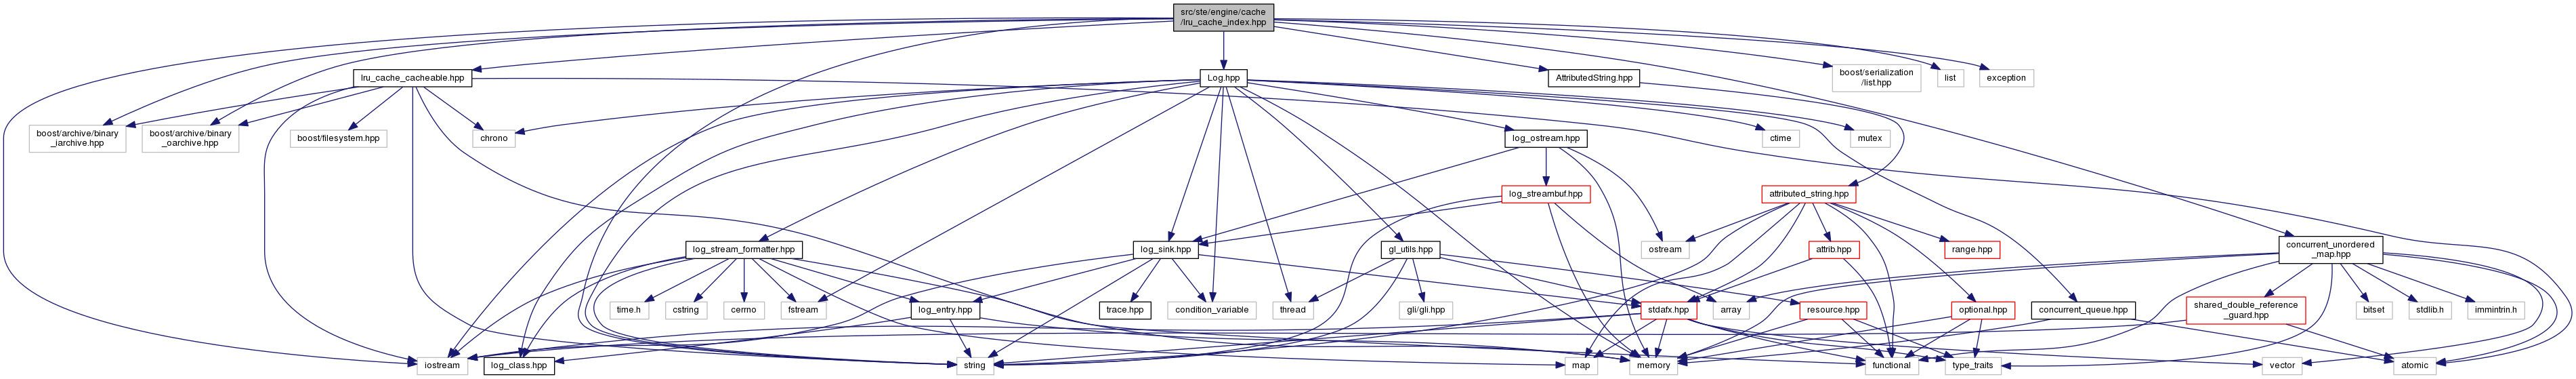 src/ste/engine/cache
/lru_cache_index.hpp
lru_cache_cacheable.hpp
Log.hpp
AttributedString.hpp
boost/serialization
/list.hpp
list
exception
boost/archive/binary
_iarchive.hpp
boost/archive/binary
_oarchive.hpp
boost/filesystem.hpp
chrono
log_ostream.hpp
ctime
mutex
log_streambuf.hpp
attributed_string.hpp
log_stream_formatter.hpp
log_sink.hpp
gl_utils.hpp
ostream
attrib.hpp
range.hpp
concurrent_unordered
_map.hpp
time.h
cstring
cerrno
fstream
log_entry.hpp
trace.hpp
condition_variable
thread
gli/gli.hpp
stdafx.hpp
array
resource.hpp
optional.hpp
concurrent_queue.hpp
shared_double_reference
_guard.hpp
bitset
stdlib.h
immintrin.h
iostream
log_class.hpp
string
map
memory
functional
type_traits
vector
atomic